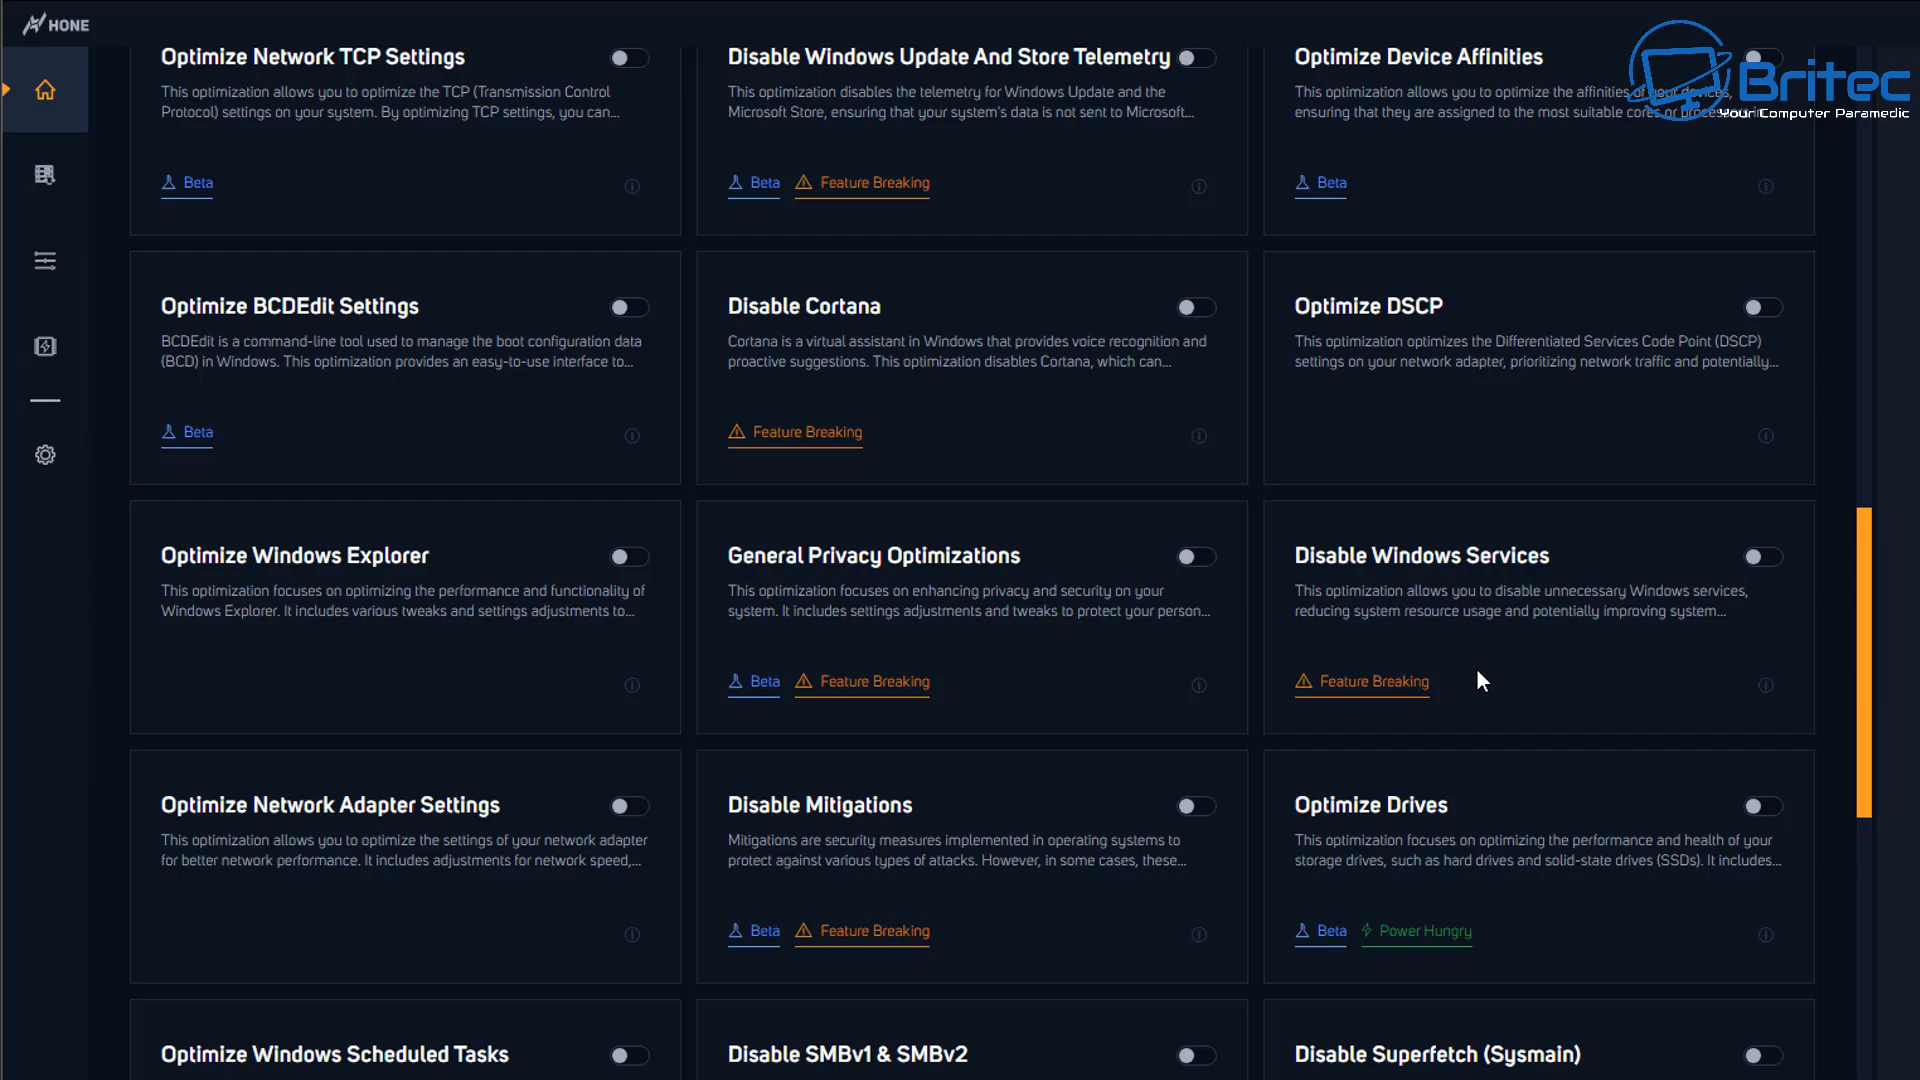 HONE
Optimize Network TCP Settings
This optimization allows you to optimize the TCP (Transmission Control
Protocol) settings on your system. By optimizing TCP settings, you can...
Beta
Disable Windows Update And Store Telemetry
This optimization disables the telemetry for Windows Update and the
Microsoft Store, ensuring that your system's data is not sent to Microsoft...
Beta Feature Breaking
Optimize Device Affinities
This optimization allows you to optimize the affinities of your devices,
ensuring that they are assigned to the most suitable cores or processors in
Beta
Britec
Your Computer Paramedic
Optimize BCDEdit Settings
BCDEdit is a command-line tool used to manage the boot configuration data
(BCD) in Windows. This optimization provides an easy-to-use interface to...
Beta
Disable Cortana
Cortana is a virtual assistant in Windows that provides voice recognition and
proactive suggestions. This optimization disables Cortana, which can...
Feature Breaking
Optimize DSCP
This optimization optimizes the Differentiated Services Code Point (DSCP)
settings on your network adapter, prioritizing network traffic and potentially...
Optimize Windows Explorer
This optimization focuses on optimizing the performance and functionality of
Windows Explorer. It includes various tweaks and settings adjustments to...
General Privacy Optimizations
This optimization focuses on enhancing privacy and security on your
system. It includes settings adjustments and tweaks to protect your person...
Beta Feature Breaking
Disable Windows Services
This optimization allows you to disable unnecessary Windows services,
reducing system resource usage and potentially improving system...
Feature Breaking
Optimize Network Adapter Settings
This optimization allows you to optimize the settings of your network adapter
for better network performance. It includes adjustments for network speed,...
Disable Mitigations
Mitigations are security measures implemented in operating systems to
protect against various types of attacks. However, in some cases, these...
Beta Feature Breaking
Optimize Drives
This optimization focuses on optimizing the performance and health of your
storage drives, such as hard drives and solid-state drives (SSDs). It includes...
Beta Power Hungry
Optimize Windows Scheduled Tasks
Disable SMBv1 & SMBv2
Disable Superfetch (Sysmain)